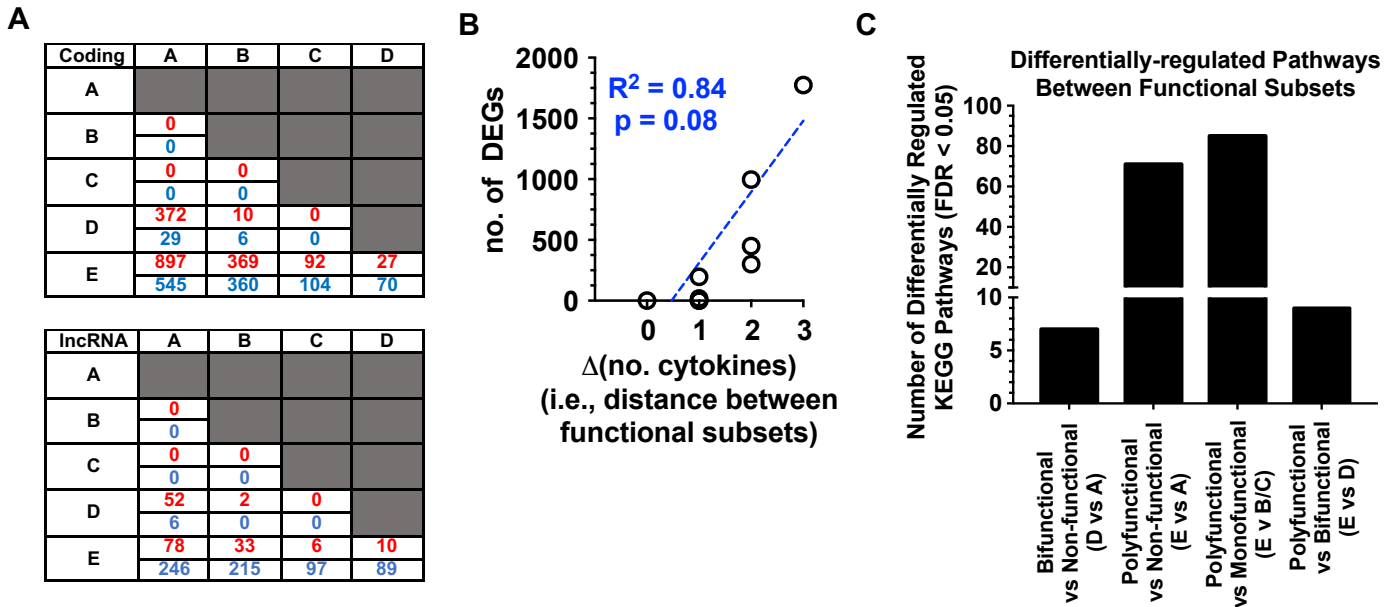 A
Coding A B C D
A
B 0
0
C 0 0
0 0
D 372 10 0
29 6 0
E 897 369 92 27
545 360 104 70
lncRNA A B C D
A
B 0
0
C 0 0
0 0
D 52 2 0
6 0 0
E 78 33 6 10
246 215 97 89
B
no. of DEGs
2000
1500
1000
500
0
R² = 0.84
p = 0.08
0 1 2 3
Δ(no. cytokines)
(i.e., distance between
functional subsets)
C
Differentially-regulated Pathways
Between Functional Subsets
Number of Differentially Regulated
KEGG Pathways (FDR < 0.05)
100
90
80
70
60
50
40
30
20
10
10
5
0
Bifunctional
vs Non-functional
(D vs A)
Polyfunctional
vs Non-functional
(E vs A)
Polyfunctional
vs Monofunctional
(E v B/C)
Polyfunctional
vs Bifunctional
(E vs D)